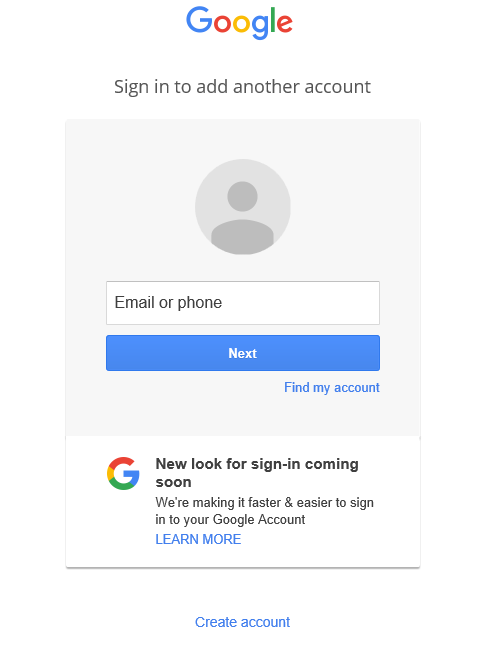 Google
Sign in to add another account
Email or phone
Next
Find my account
New look for sign-in coming
soon
We're making it faster & easier to sign
in to your Google Account
LEARN MORE
Create account